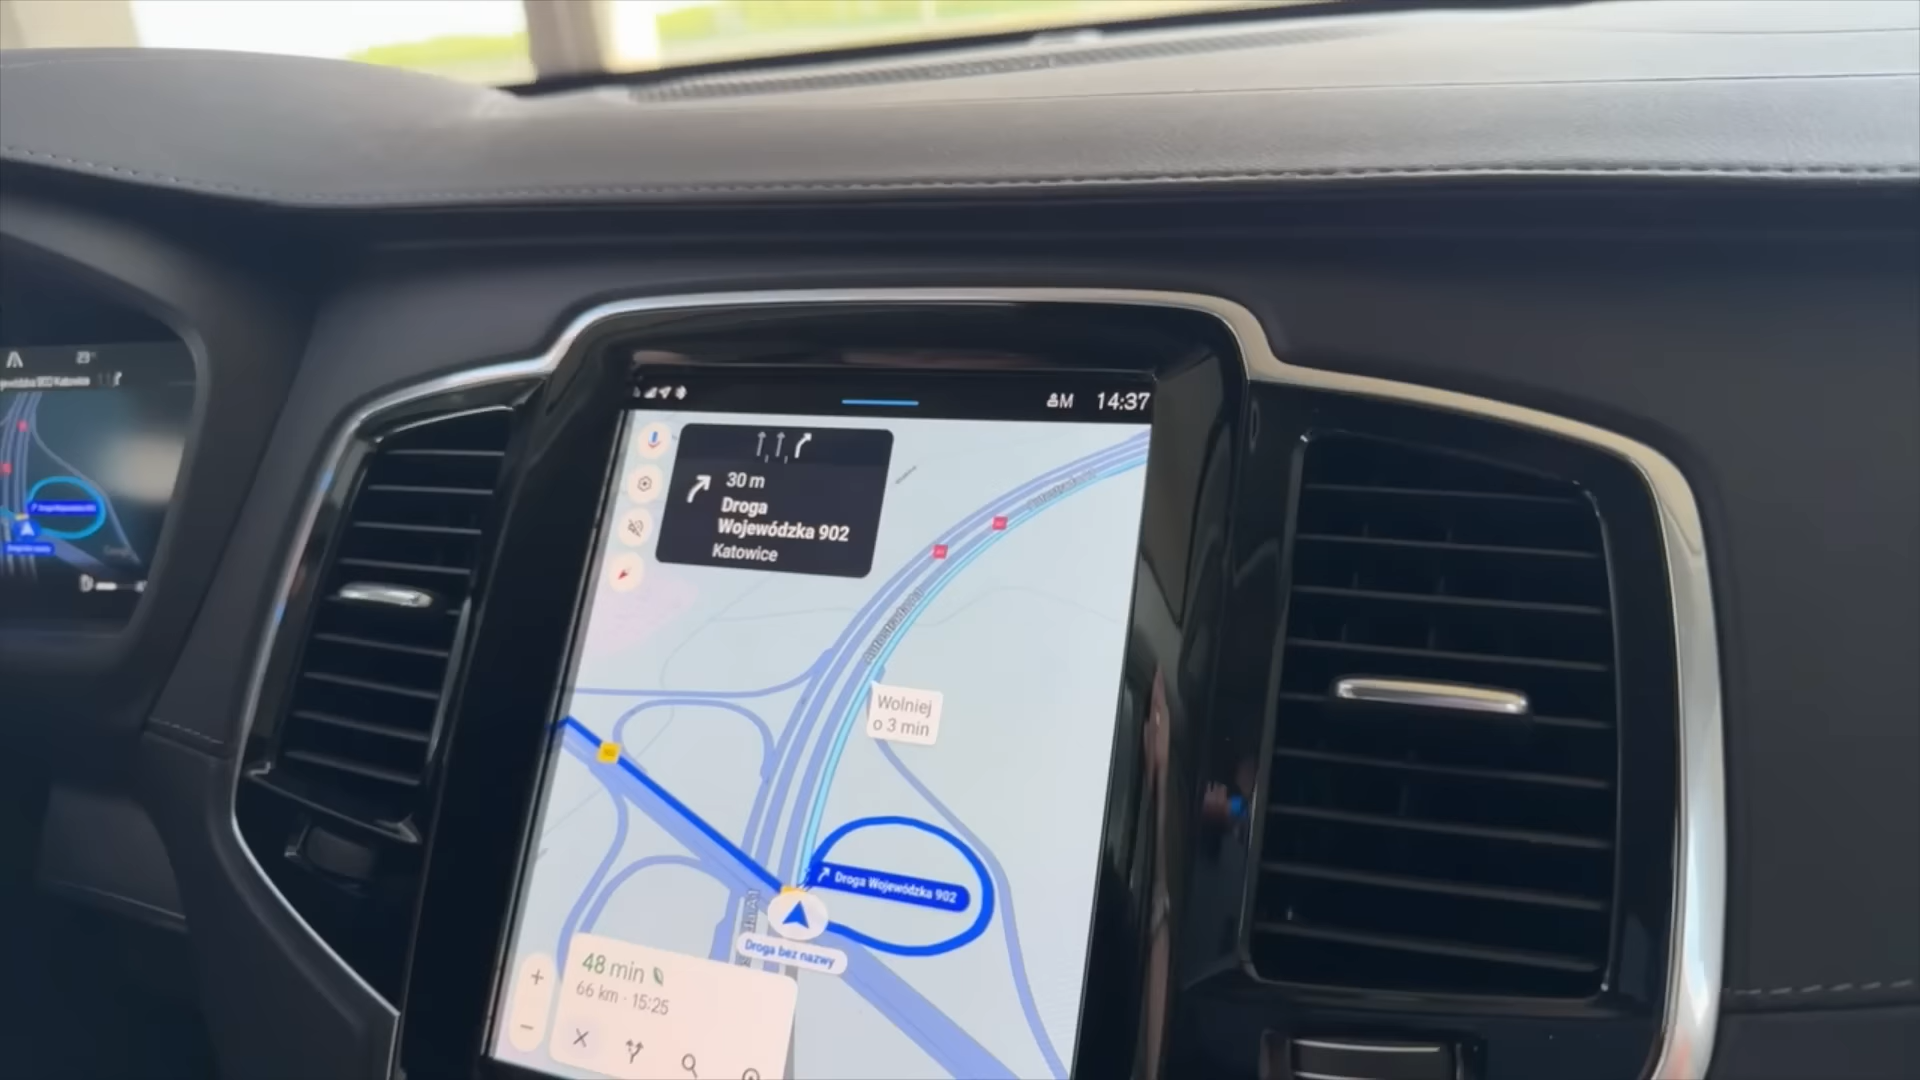 23°
M 14:37
30 m
Droga
Wojewódzka 902
Katowice
Wolniej
o 3 min
Droga Wojewódzka 902
Droga bez nazwy
48 min
66 km · 15:25